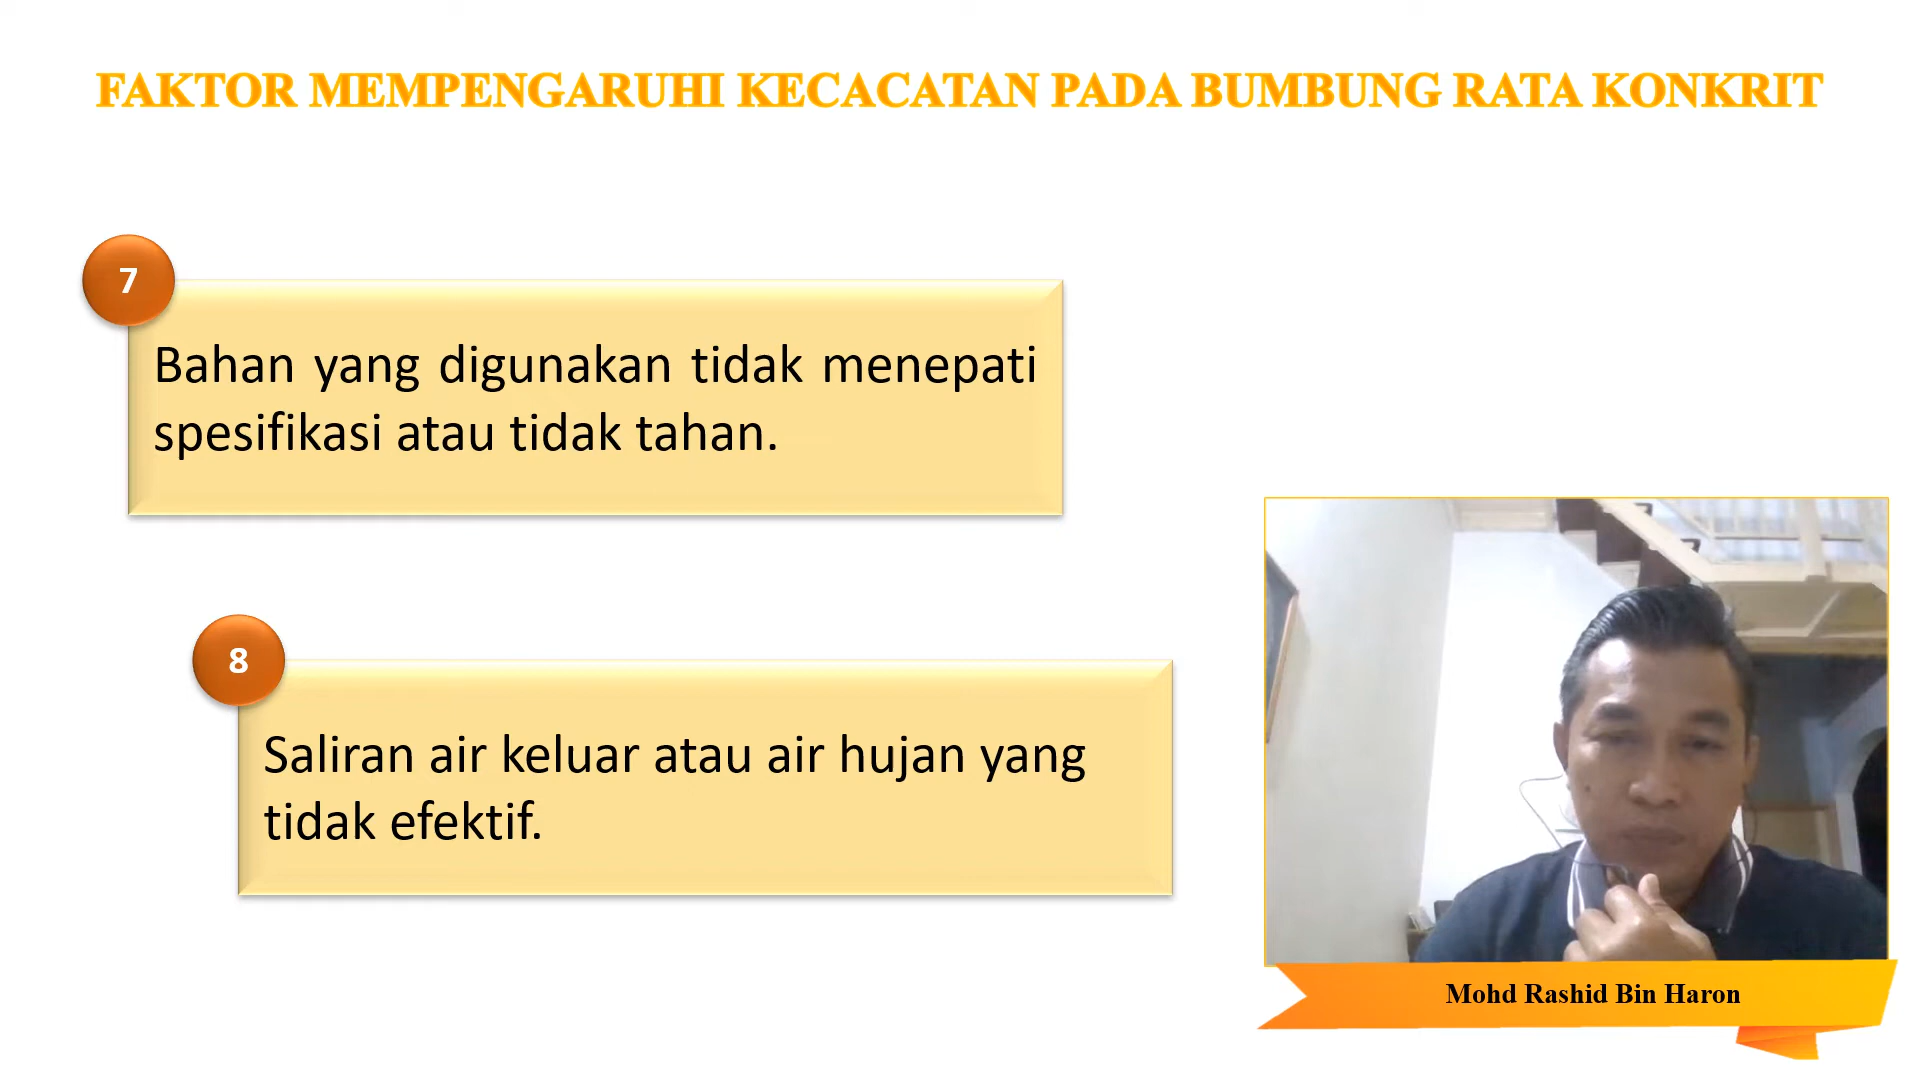 FAKTOR MEMPENGARUHI KECACATAN PADA BUMBUNG RATA KONKRIT
7
Bahan yang digunakan tidak menepati
spesifikasi atau tidak tahan.
8
Saliran air keluar atau air hujan yang
tidak efektif.
Mohd Rashid Bin Haron